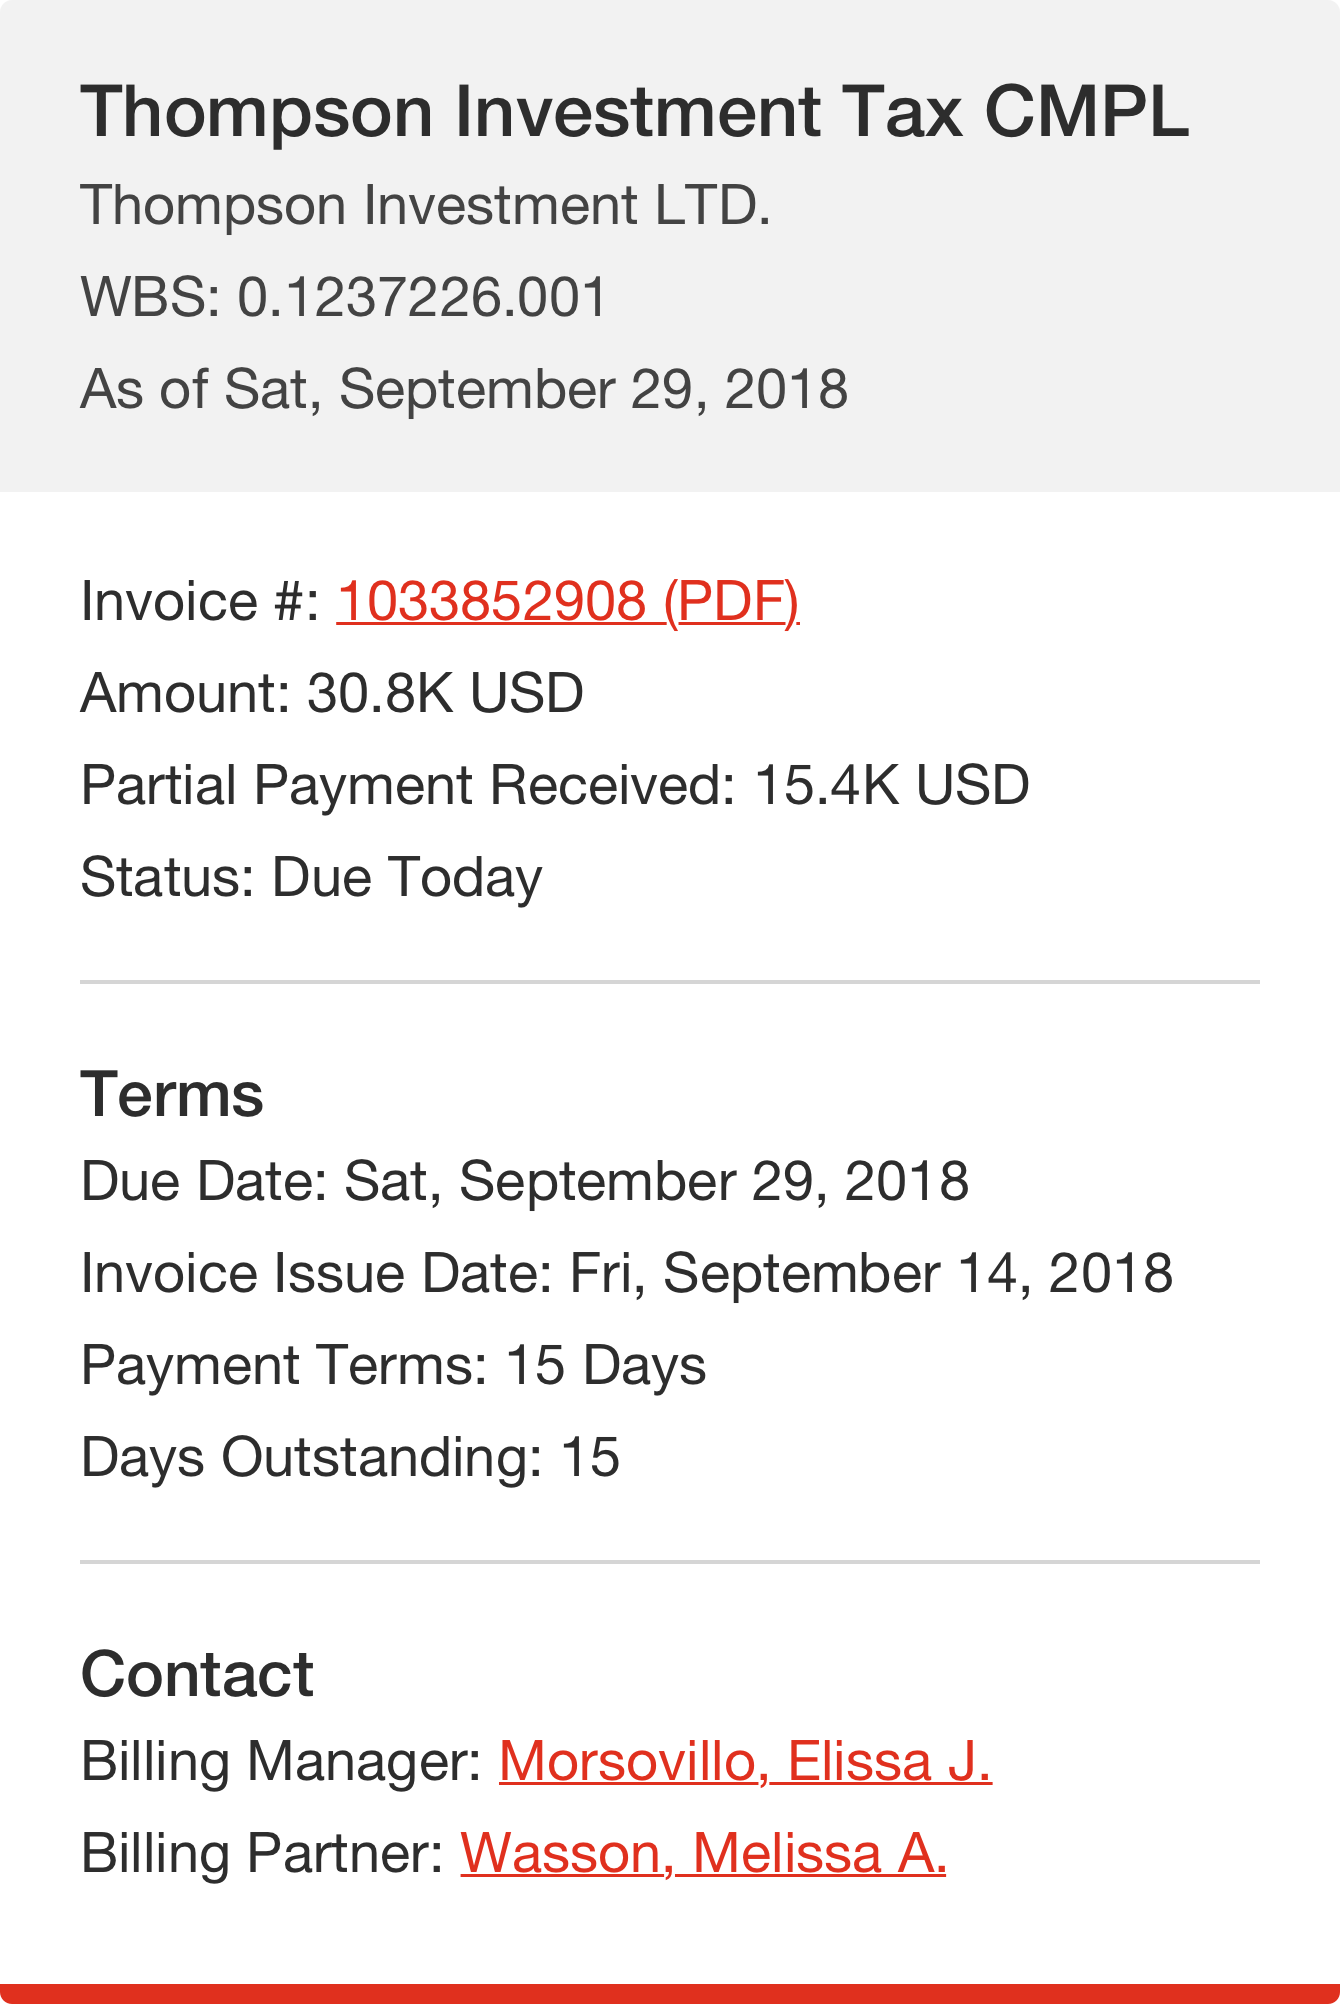 Thompson Investment Tax CMPL
Thompson Investment LTD.
WBS: 0.1237226.001
As of Sat, September 29, 2018
Invoice #: 1033852908 (PDF)
Amount: 30.8K USD
Partial Payment Received: 15.4K USD
Status: Due Today
Terms
Due Date: Sat, September 29, 2018
Invoice Issue Date: Fri, September 14, 2018
Payment Terms: 15 Days
Days Outstanding: 15
Contact
Billing Manager: Morsovillo, Elissa J.
Billing Partner: Wasson, Melissa A.